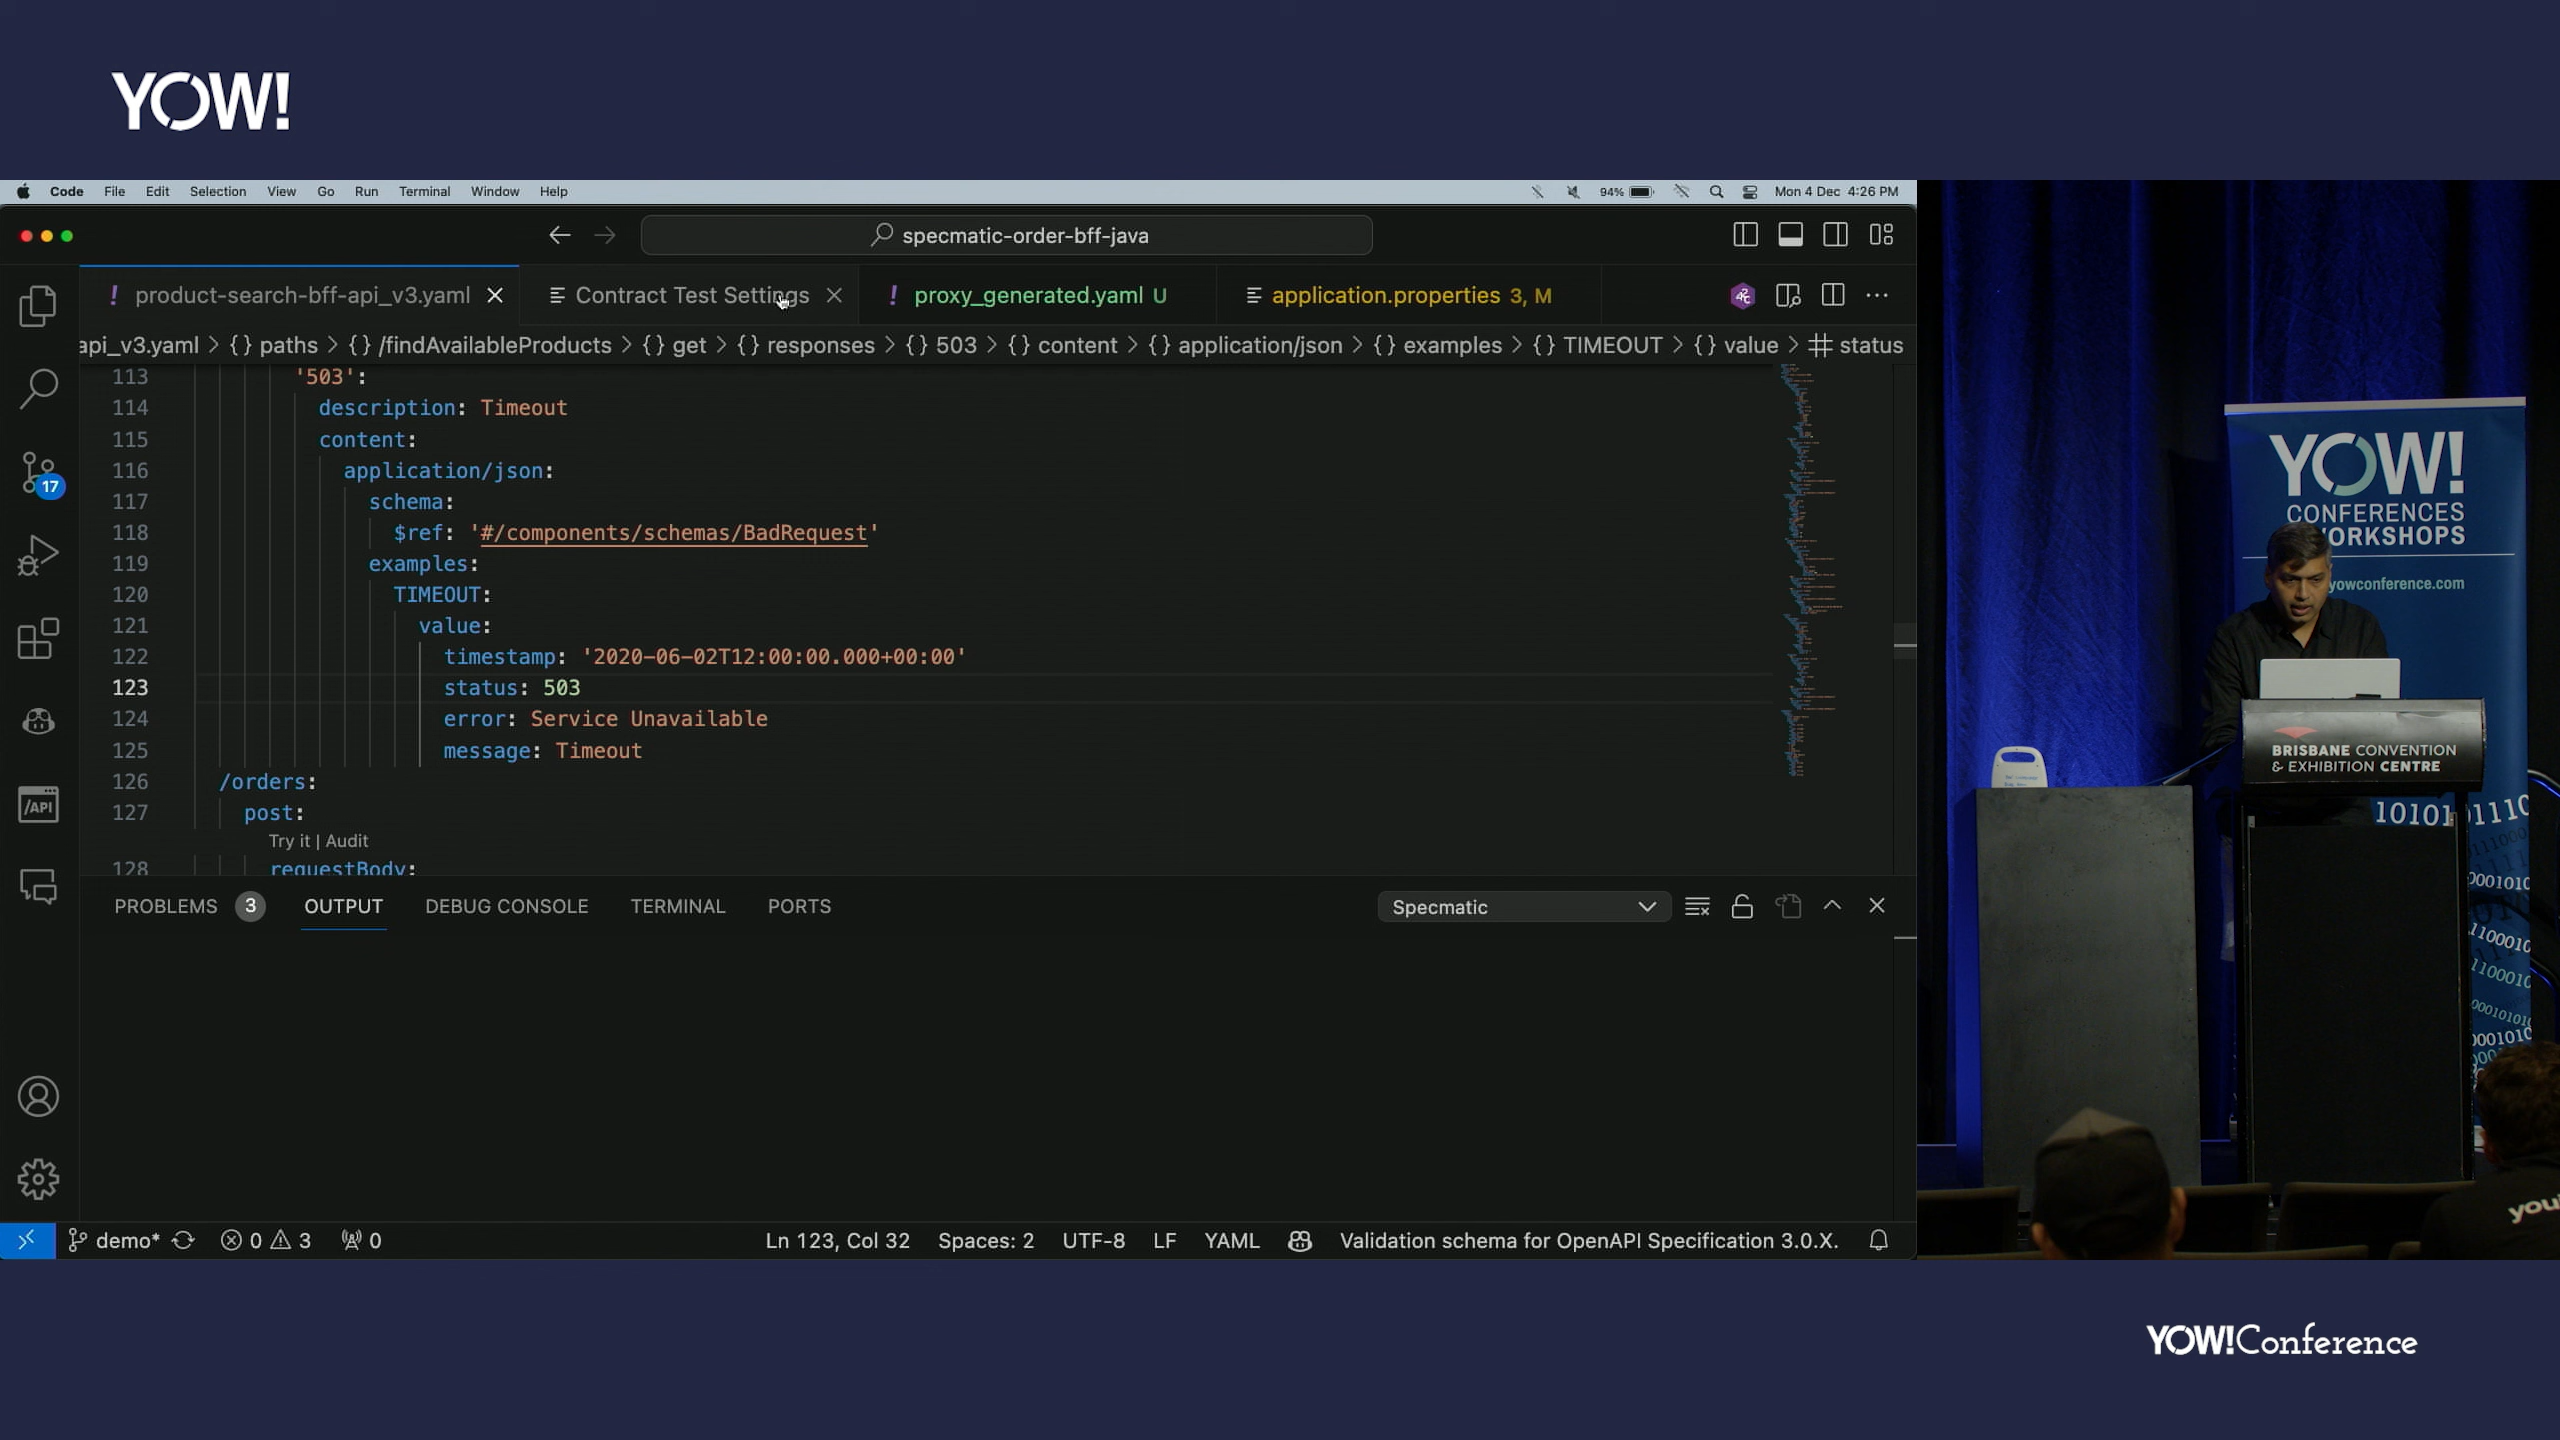 YOW!
Code File Edit Selection View Go Run Terminal Window Help 94% Mon 4 Dec 4:26 PM
specmatic-order-bff-java
! product-search-bff-api_v3.yaml Contract Test Settings ! proxy_generated.yaml U application.properties 3, M
api_v3.yaml > {} paths > {} /findAvailableProducts > {} get > {} responses > {} 503 > {} content > {} application/json > {} examples > {} TIMEOUT > {} value > # status
113 '503':
114 description: Timeout
115 content:
116 application/json:
117 schema:
118 $ref: '#/components/schemas/BadRequest'
119 examples:
120 TIMEOUT:
121 value:
122 timestamp: '2020-06-02T12:00:00.000+00:00'
123 status: 503
124 error: Service Unavailable
125 message: Timeout
126 /orders:
127 post:
Try it | Audit
128 requestBody:
17
/API
PROBLEMS 3 OUTPUT DEBUG CONSOLE TERMINAL PORTS Specmatic
demo* 0 3 0 Ln 123, Col 32 Spaces: 2 UTF-8 LF YAML Validation schema for OpenAPI Specification 3.0.X.
YOW!
CONFERENCES
WORKSHOPS
yowconference.com
BRISBANE CONVENTION
& EXHIBITION CENTRE
YOW!Conference